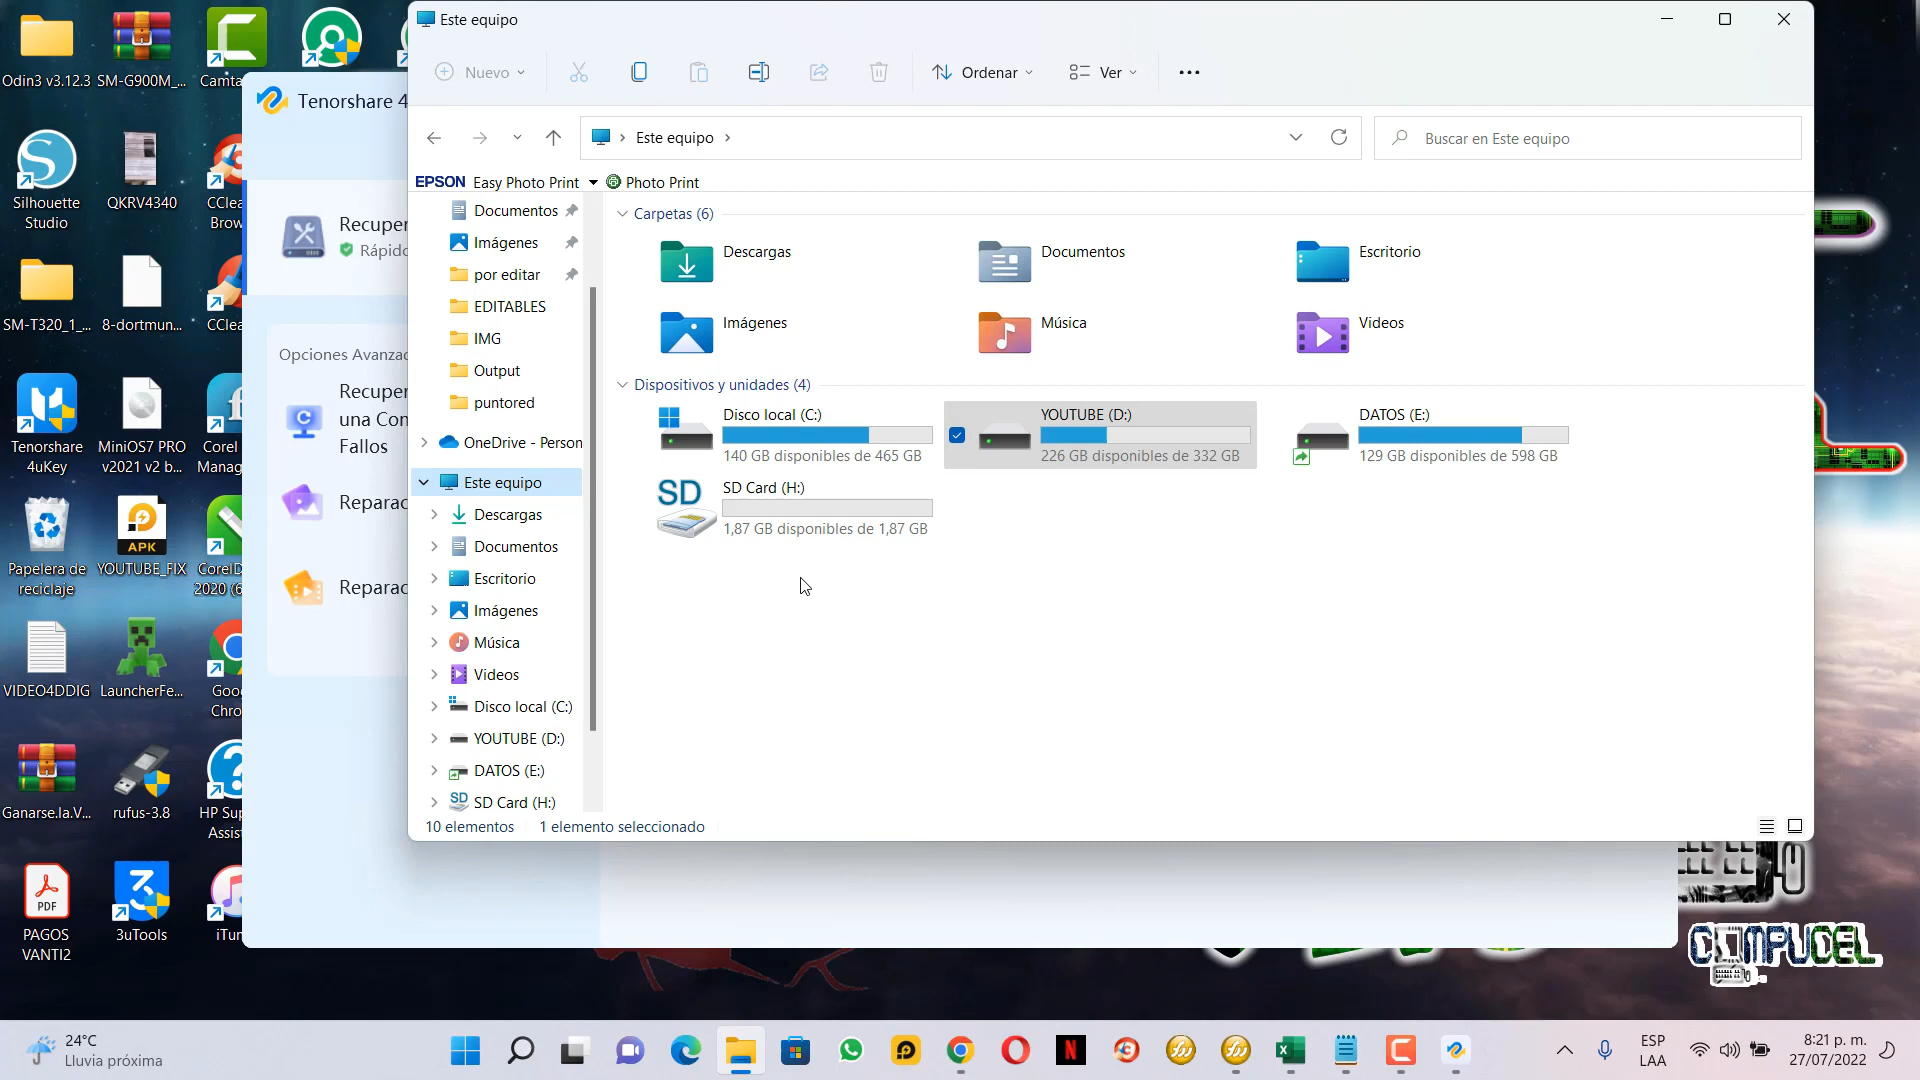 Odin3 v3.12.3
SM-G900M_...
Camta
Silhouette
Studio
QKRV4340
CClea
Brow
SM-T320_1_...
8-dortmun...
CClea
Tenorshare
4uKey
MiniOS7 PRO
v2021 v2 b...
Corel
Manag
Papelera de
reciclaje
APK
YOUTUBE_FIX
CorelD
2020 (6
VIDEO4DDIG
LauncherFe...
Goo
Chro
Ganarse.la.V...
rufus-3.8
HP Sup
Assist
PDF
PAGOS
VANTI2
3uTools
iTun
Tenorshare 4
Recuper
Rápido
Opciones Avanzad
Recuper
una Con
Fallos
Reparac
Reparac
Este equipo
Nuevo
Ordenar
Ver
Este equipo
Buscar en Este equipo
EPSON Easy Photo Print
Photo Print
Documentos
Imágenes
por editar
EDITABLES
IMG
Output
puntored
OneDrive - Person
Este equipo
Descargas
Documentos
Escritorio
Imágenes
Música
Videos
Disco local (C:)
YOUTUBE (D:)
DATOS (E:)
SD SD Card (H:)
Carpetas (6)
Descargas
Documentos
Escritorio
Imágenes
Música
Videos
Dispositivos y unidades (4)
Disco local (C:)
140 GB disponibles de 465 GB
YOUTUBE (D:)
226 GB disponibles de 332 GB
DATOS (E:)
129 GB disponibles de 598 GB
SD
SD Card (H:)
1,87 GB disponibles de 1,87 GB
10 elementos
1 elemento seleccionado
COMPUCEL
24°C
Lluvia próxima
ESP
LAA
8:21 p. m.
27/07/2022